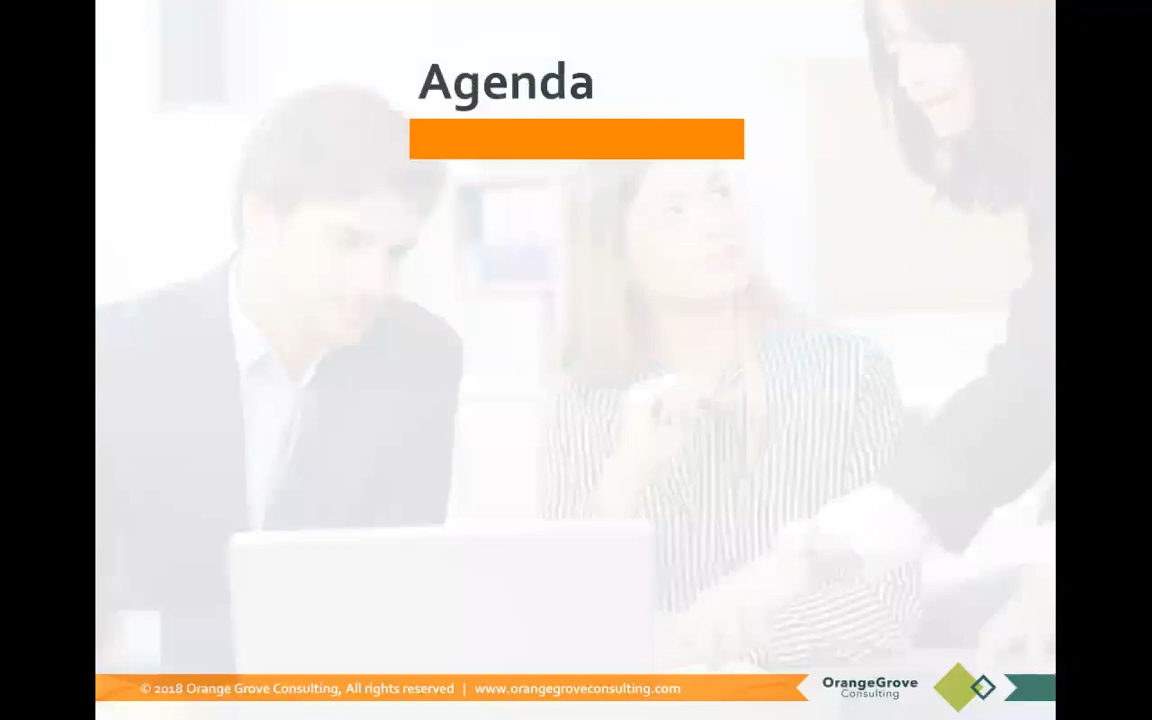 Agenda
© 2018 Orange Grove Consulting, All rights reserved | www.orangegroveconsulting.com
OrangeGrove
Consulting